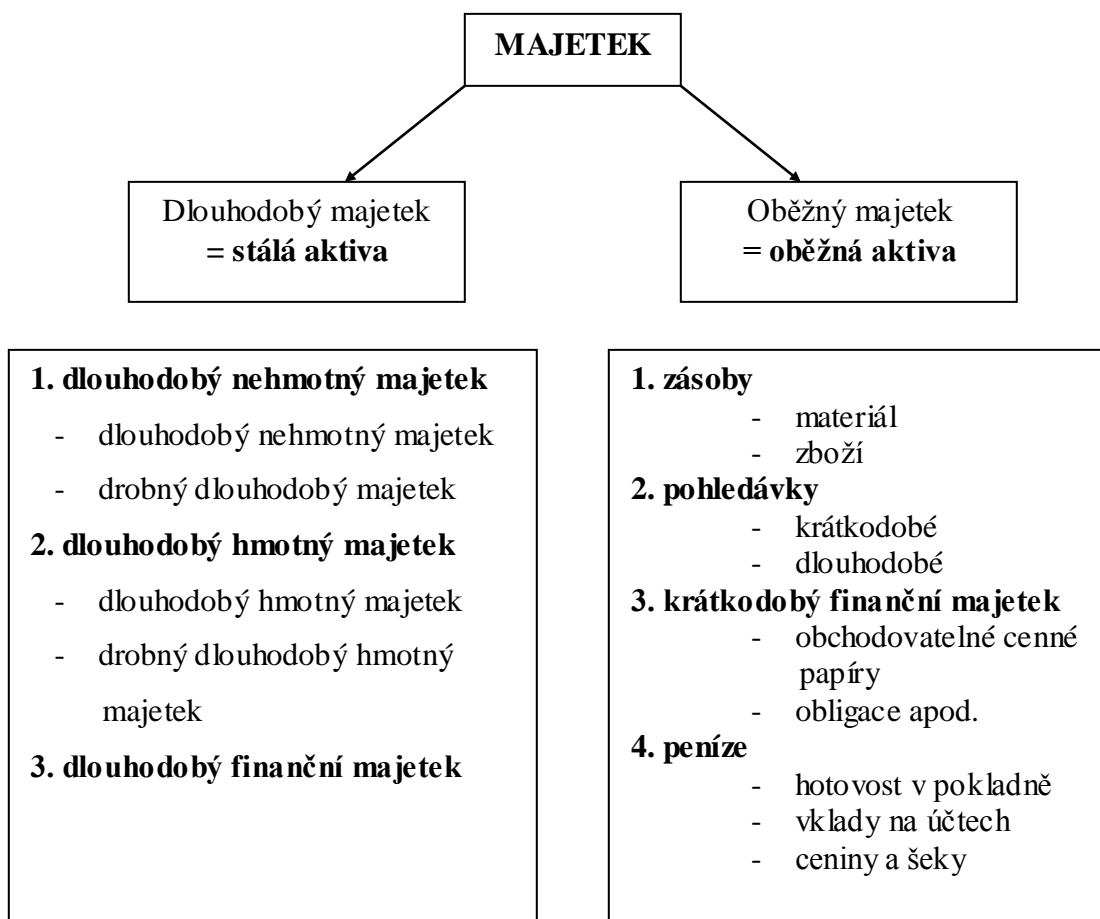 MAJETEK
Dlouhodobý majetek
= stálá aktiva
Oběžný majetek
= oběžná aktiva
1. dlouhodobý nehmotný majetek
- dlouhodobý nehmotný majetek
- drobný dlouhodobý majetek
2. dlouhodobý hmotný majetek
- dlouhodobý hmotný majetek
- drobný dlouhodobý hmotný
majetek
3. dlouhodobý finanční majetek
1. zásoby
- materiál
- zboží
2. pohledávky
- krátkodobé
- dlouhodobé
3. krátkodobý finanční majetek
- obchodovatelné cenné
papíry
- obligace apod.
4. peníze
- hotovost v pokladně
- vklady na účtech
- ceniny a šeky